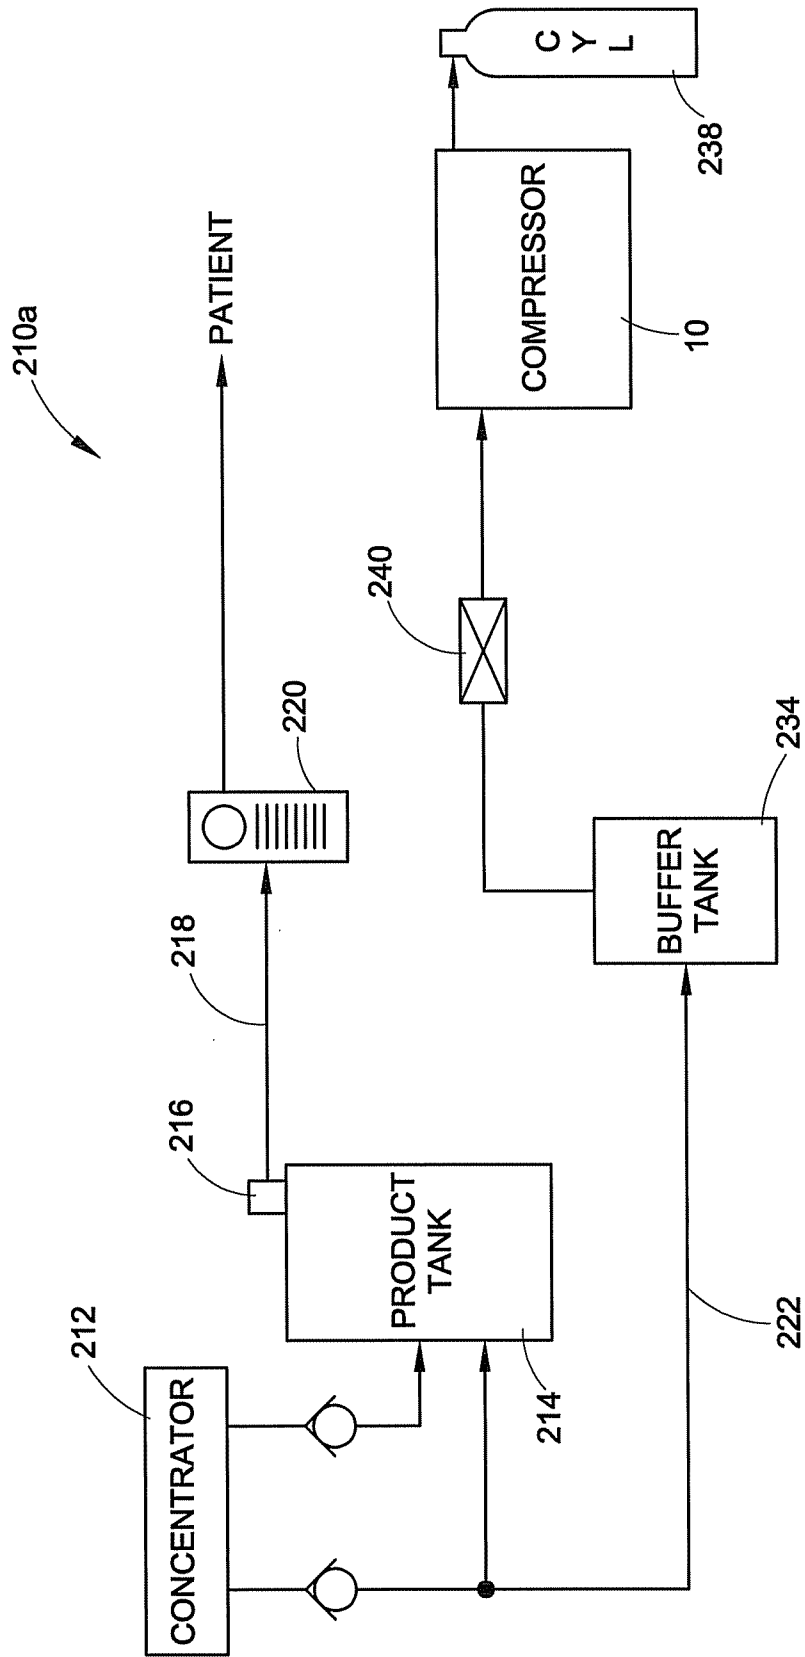 210a
212
CONCENTRATOR
216
PRODUCT
TANK
214
218
220
PATIENT
222
BUFFER
TANK
234
240
COMPRESSOR
10
C
Y
L
238